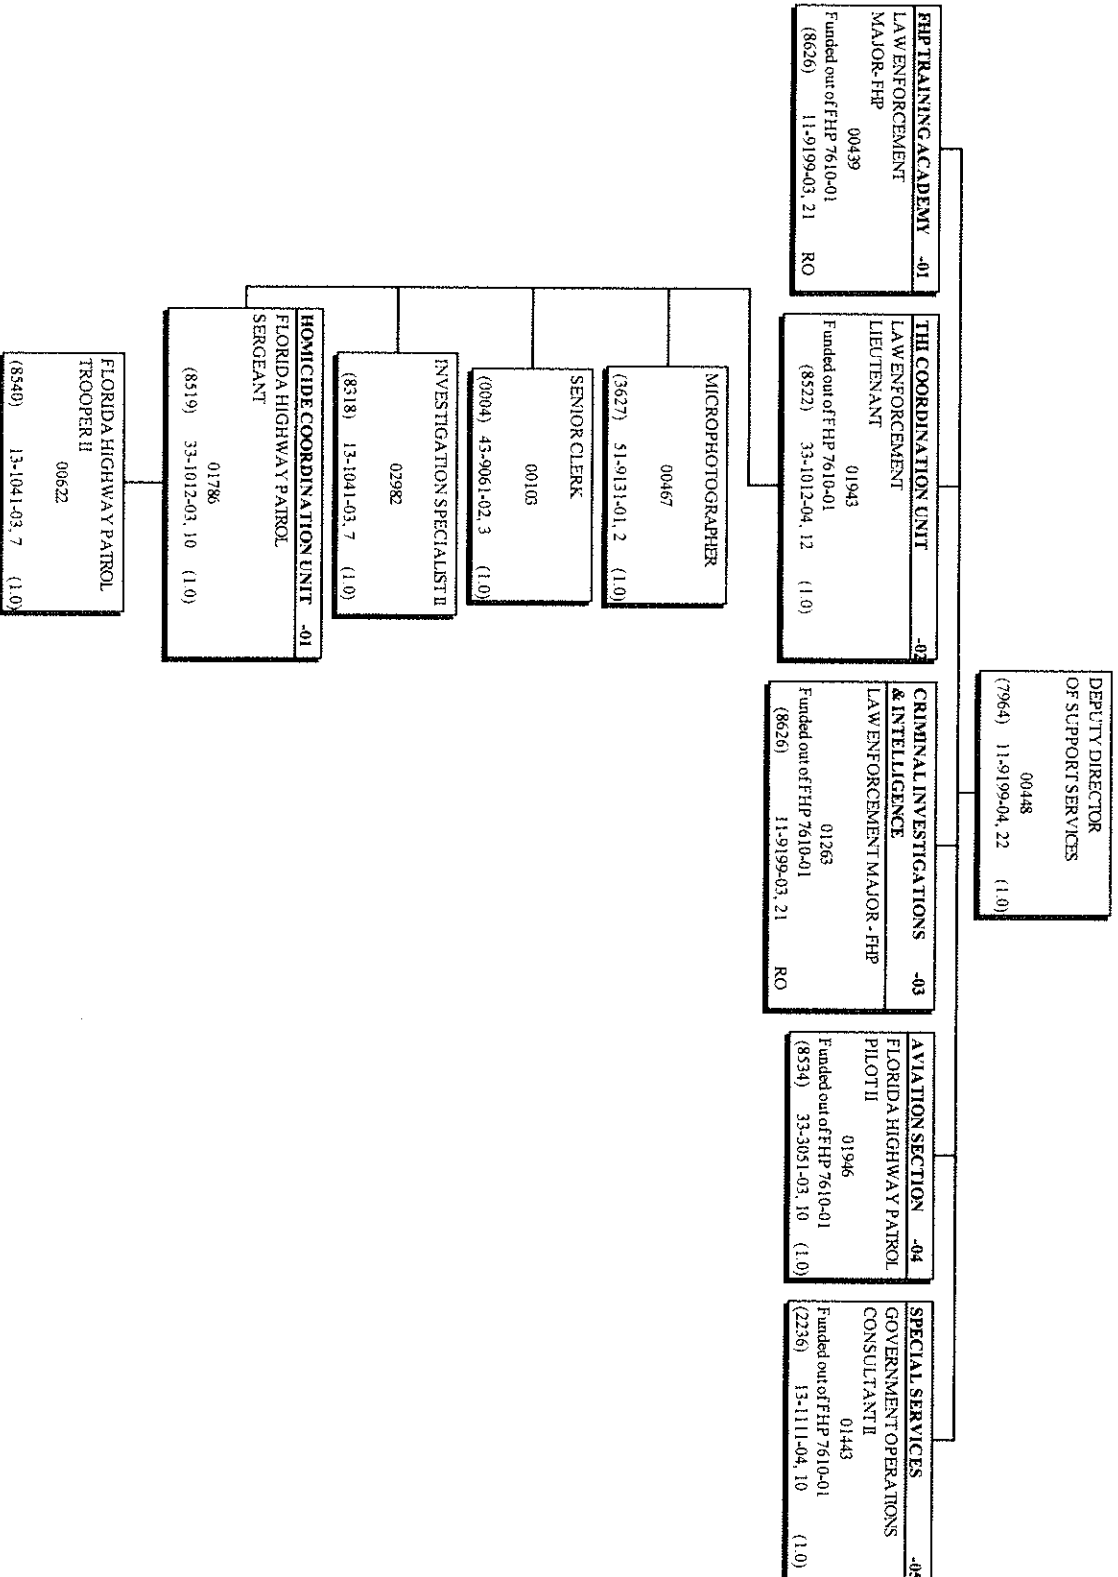 DEPUTY DIRECTOR
OF SUPPORT SERVICES
00448
(7964) 11-9199-04, 22 (1.0)
FHP TRAINING ACADEMY -01
LAW ENFORCEMENT
MAJOR- FHP
00439
Funded out of FHP 7610-01
(8626) 11-9199-03, 21 RO
THI COORDINATION UNIT -02
LAW ENFORCEMENT
LIEUTENANT
01943
Funded out of FHP 7610-01
(8522) 33-1012-04, 12 (1.0)
MICROPHOTOGRAPHER
00467
(3627) 51-9131-01, 2 (1.0)
SENIOR CLERK
00103
(0004) 43-9061-02, 3 (1.0)
INVESTIGATION SPECIALIST II
02982
(8318) 13-1041-03, 7 (1.0)
HOMICIDE COORDINATION UNIT -01
FLORIDA HIGHWAY PATROL
SERGEANT
01786
(8519) 33-1012-03, 10 (1.0)
FLORIDA HIGHWAY PATROL
TROOPER II
00622
(8540) 13-1041-03, 7 (1.0)
CRIMINAL INVESTIGATIONS -03
& INTELLIGENCE
LAW ENFORCEMENT MAJOR - FHP
01263
Funded out of FHP 7610-01
(8626) 11-9199-03, 21 RO
AVIATION SECTION -04
FLORIDA HIGHWAY PATROL
PILOT II
01946
Funded out of FHP 7610-01
(8534) 33-3051-03, 10 (1.0)
SPECIAL SERVICES -05
GOVERNMENT OPERATIONS
CONSULTANT II
01443
Funded out of FHP 7610-01
(2236) 13-1111-04, 10 (1.0)